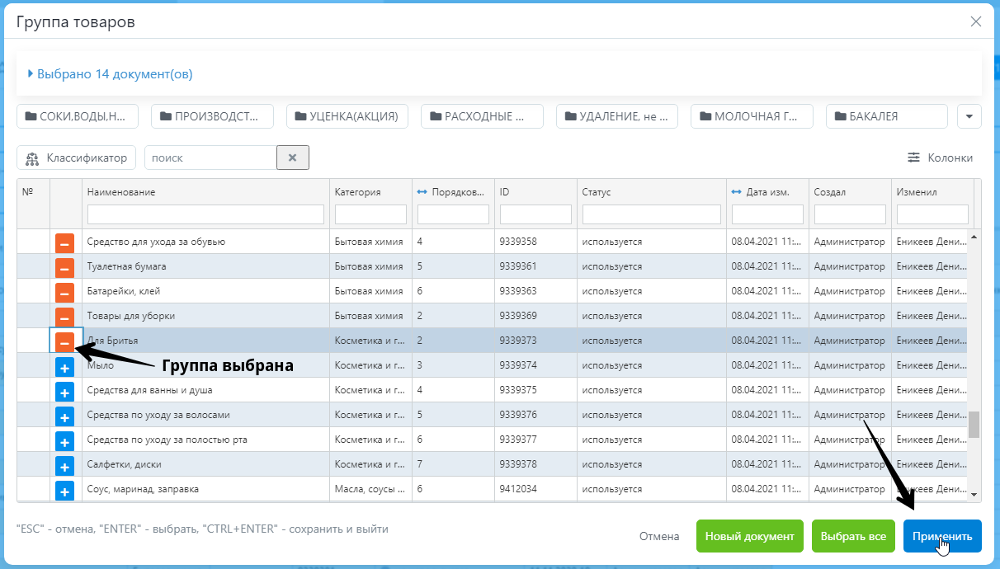 Группа товаров
Выбрано 14 документ(ов)
СОКИ,ВОДЫ,Н... ПРОИЗВОДСТ... УЦЕНКА(АКЦИЯ) РАСХОДНЫЕ ... УДАЛЕНИЕ, не ... МОЛОЧНАЯ Г... БАКАЛЕЯ
Классификатор поиск Колонки
№ Наименование Категория Порядков... ID Статус Дата изм. Создал Изменил
Средство для ухода за обувью Бытовая химия 4 9339358 используется 08.04.2021 11:... Администратор Еникеев Дени...
Туалетная бумага Бытовая химия 5 9339361 используется 08.04.2021 11:... Администратор Еникеев Дени...
Батарейки, клей Бытовая химия 6 9339363 используется 08.04.2021 11:... Администратор Еникеев Дени...
Товары для уборки Бытовая химия 2 9339369 используется 08.04.2021 11:... Администратор Еникеев Дени...
Для Бритья Косметика и г... 2 9339373 используется 08.04.2021 11:... Администратор Еникеев Дени...
Мыло Косметика и г... 3 9339374 используется 08.04.2021 11:... Администратор Еникеев Дени...
Группа выбрана
Средства для ванны и душа Косметика и г... 4 9339375 используется 08.04.2021 11:... Администратор Еникеев Дени...
Средства по уходу за волосами Косметика и г... 5 9339376 используется 08.04.2021 11:... Администратор Еникеев Дени...
Средства по уходу за полостью рта Косметика и г... 6 9339377 используется 08.04.2021 11:... Администратор Еникеев Дени...
Салфетки, диски Косметика и г... 7 9339378 используется 08.04.2021 11:... Администратор Еникеев Дени...
Соус, маринад, заправка Масла, соусы ... 6 9412034 используется 08.04.2021 11:... Администратор Еникеев Дени...
"ESC" - отмена, "ENTER" - выбрать, "CTRL+ENTER" - сохранить и выйти
Отмена Новый документ Выбрать все Применить